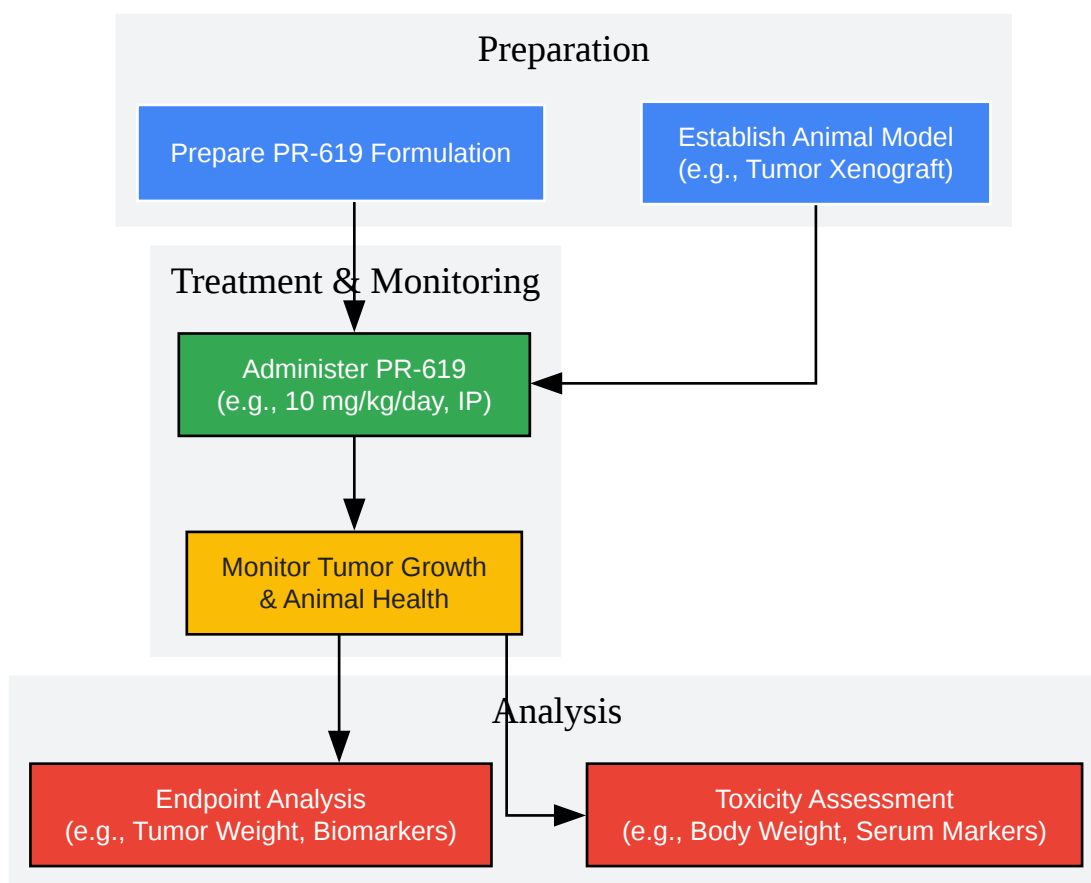 Preparation
Prepare PR-619 Formulation
Establish Animal Model
(e.g., Tumor Xenograft)
Treatment & Monitoring
Administer PR-619
(e.g., 10 mg/kg/day, IP)
Monitor Tumor Growth
& Animal Health
Analysis
Endpoint Analysis
(e.g., Tumor Weight, Biomarkers)
Toxicity Assessment
(e.g., Body Weight, Serum Markers)